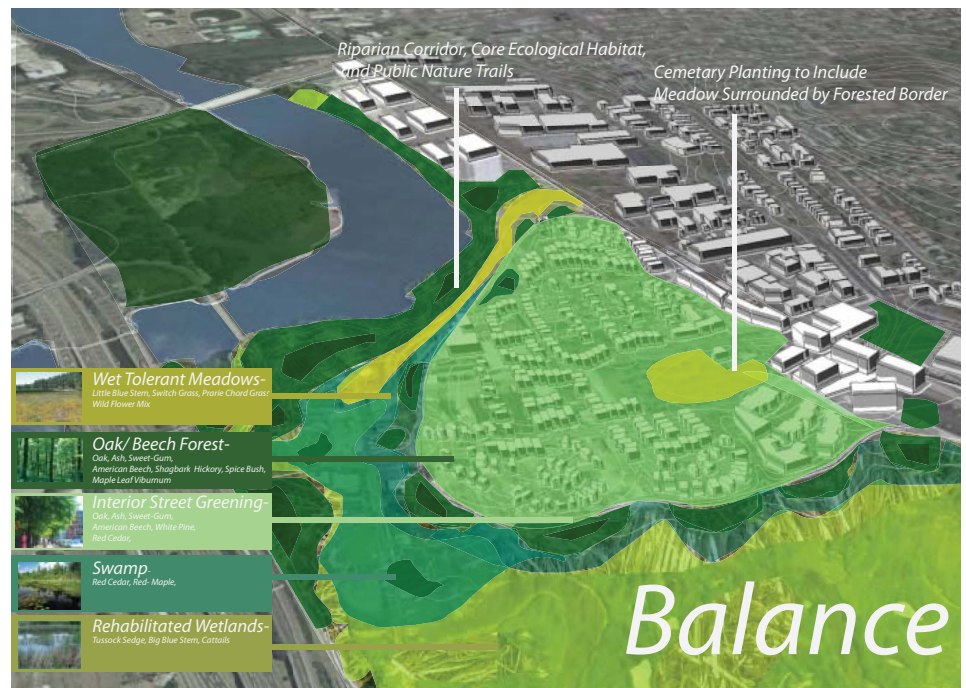 Riparian Corridor, Core Ecological Habitat,
and Public Nature Trails
Cemetary Planting to Include
Meadow Surrounded by Forested Border
Wet Tolerant Meadows-
Little Blue Stem, Switch Grass, Prarie Chord Grass
Wild Flower Mix
Oak/ Beech Forest-
Oak, Ash, Sweet-Gum,
American Beech, Shagbark Hickory, Spice Bush,
Maple Leaf Viburnum
Interior Street Greening-
Oak, Ash, Sweet-Gum,
American Beech, White Pine,
Red Cedar,
Swamp-
Red Cedar, Red- Maple,
Rehabilitated Wetlands-
Tussock Sedge, Big Blue Stem, Cattails
Balance